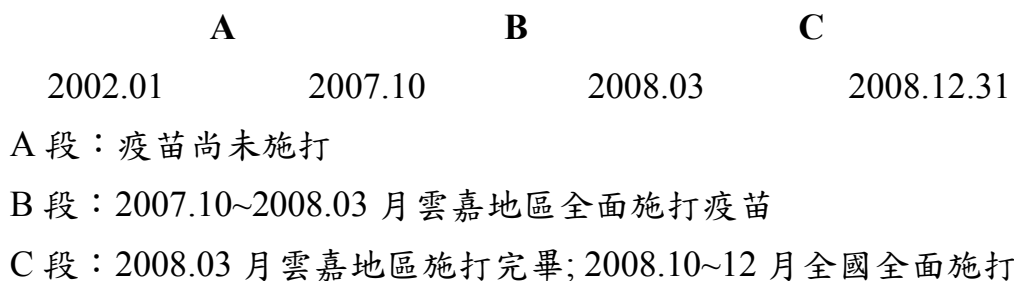 A B C
2002.01 2007.10 2008.03 2008.12.31
A 段：疫苗尚未施打
B 段：2007.10~2008.03 月雲嘉地區全面施打疫苗
C 段：2008.03 月雲嘉地區施打完畢; 2008.10~12 月全國全面施打